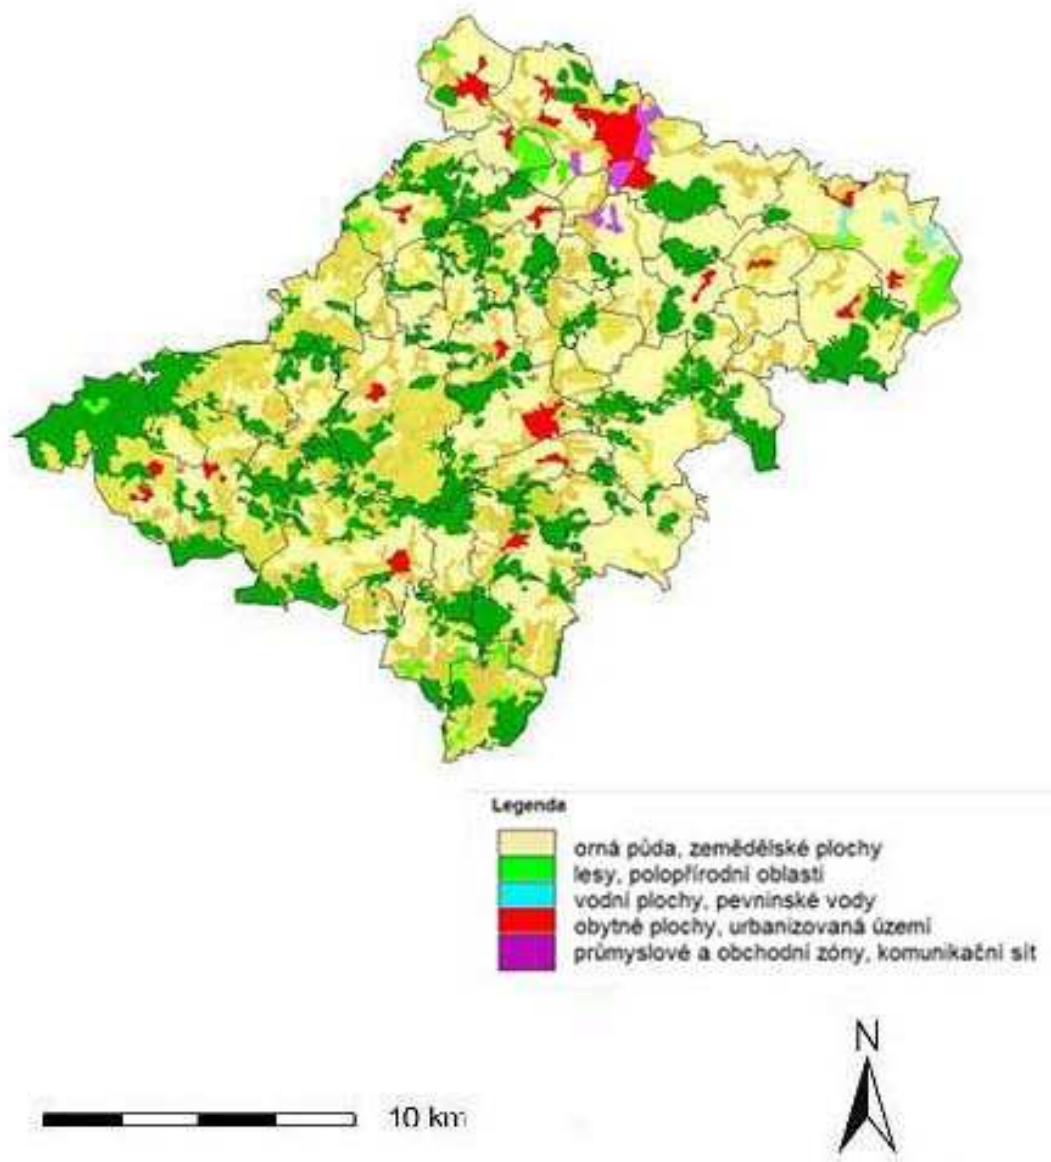 Legenda
orná půda, zemědělské plochy
lesy, polopřírodní oblasti
vodní plochy, pevninské vody
obytné plochy, urbanizovaná území
průmyslové a obchodní zóny, komunikační sít
N
10 km